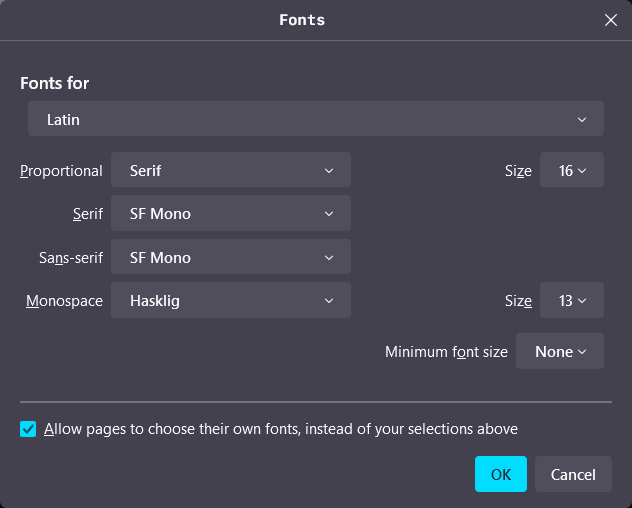 Fonts
Fonts for
Latin
Proportional Serif Size 16
Serif SF Mono
Sans-serif SF Mono
Monospace Hasklig Size 13
Minimum font size None
Allow pages to choose their own fonts, instead of your selections above
OK Cancel